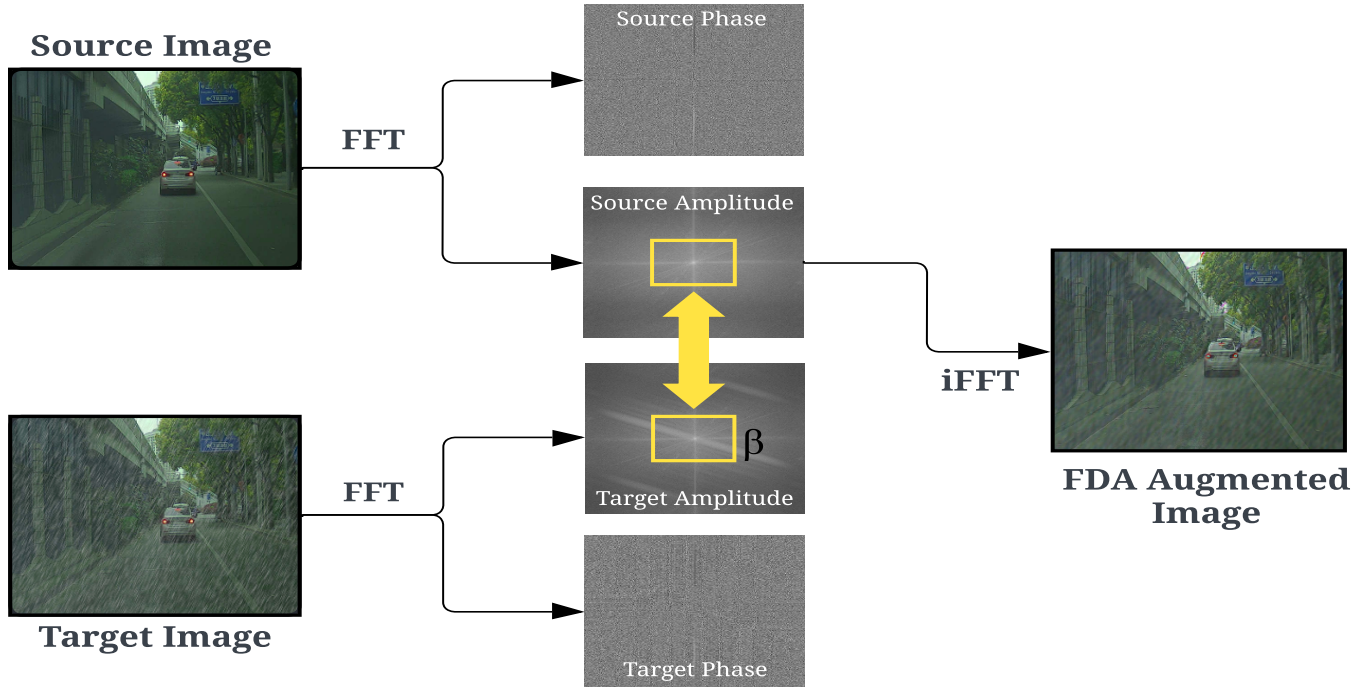 Source Image
FFT
Source Phase
Source Amplitude
iFFT
FDA Augmented
Image
FFT
β
Target Amplitude
Target Image
Target Phase